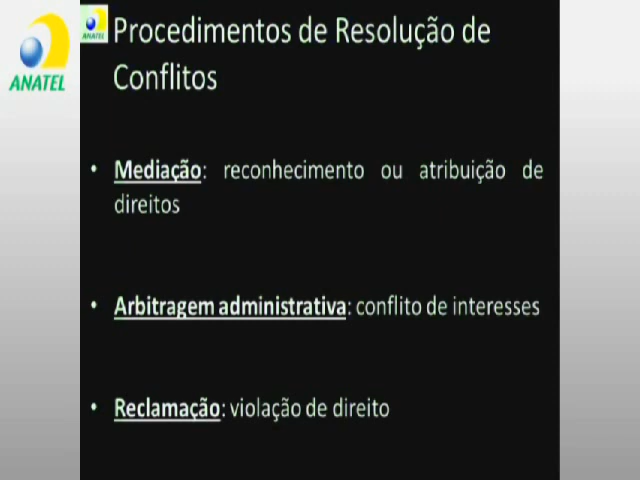 ANATEL
ANATEL
Procedimentos de Resolução de
Conflitos
• Mediação: reconhecimento ou atribuição de
direitos
• Arbitragem administrativa: conflito de interesses
• Reclamação: violação de direito